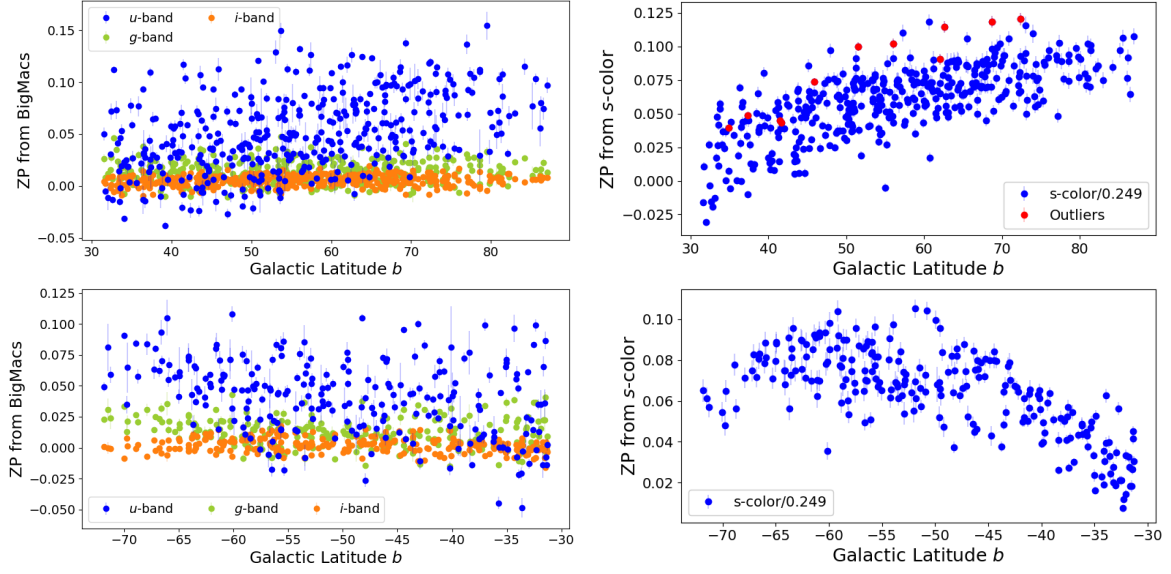 u-band i-band
g-band
ZP from BigMacs
0.15
0.10
0.05
0.00
−0.05
30 40 50 60 70 80
Galactic Latitude b
ZP from s-color
0.125
0.100
0.075
0.050
0.025
0.000
−0.025
s-color/0.249
Outliers
30 40 50 60 70 80
Galactic Latitude b
ZP from BigMacs
0.125
0.100
0.075
0.050
0.025
0.000
−0.025
−0.050
u-band g-band i-band
−70 −65 −60 −55 −50 −45 −40 −35 −30
Galactic Latitude b
ZP from s-color
0.10
0.08
0.06
0.04
0.02
s-color/0.249
−70 −65 −60 −55 −50 −45 −40 −35 −30
Galactic Latitude b